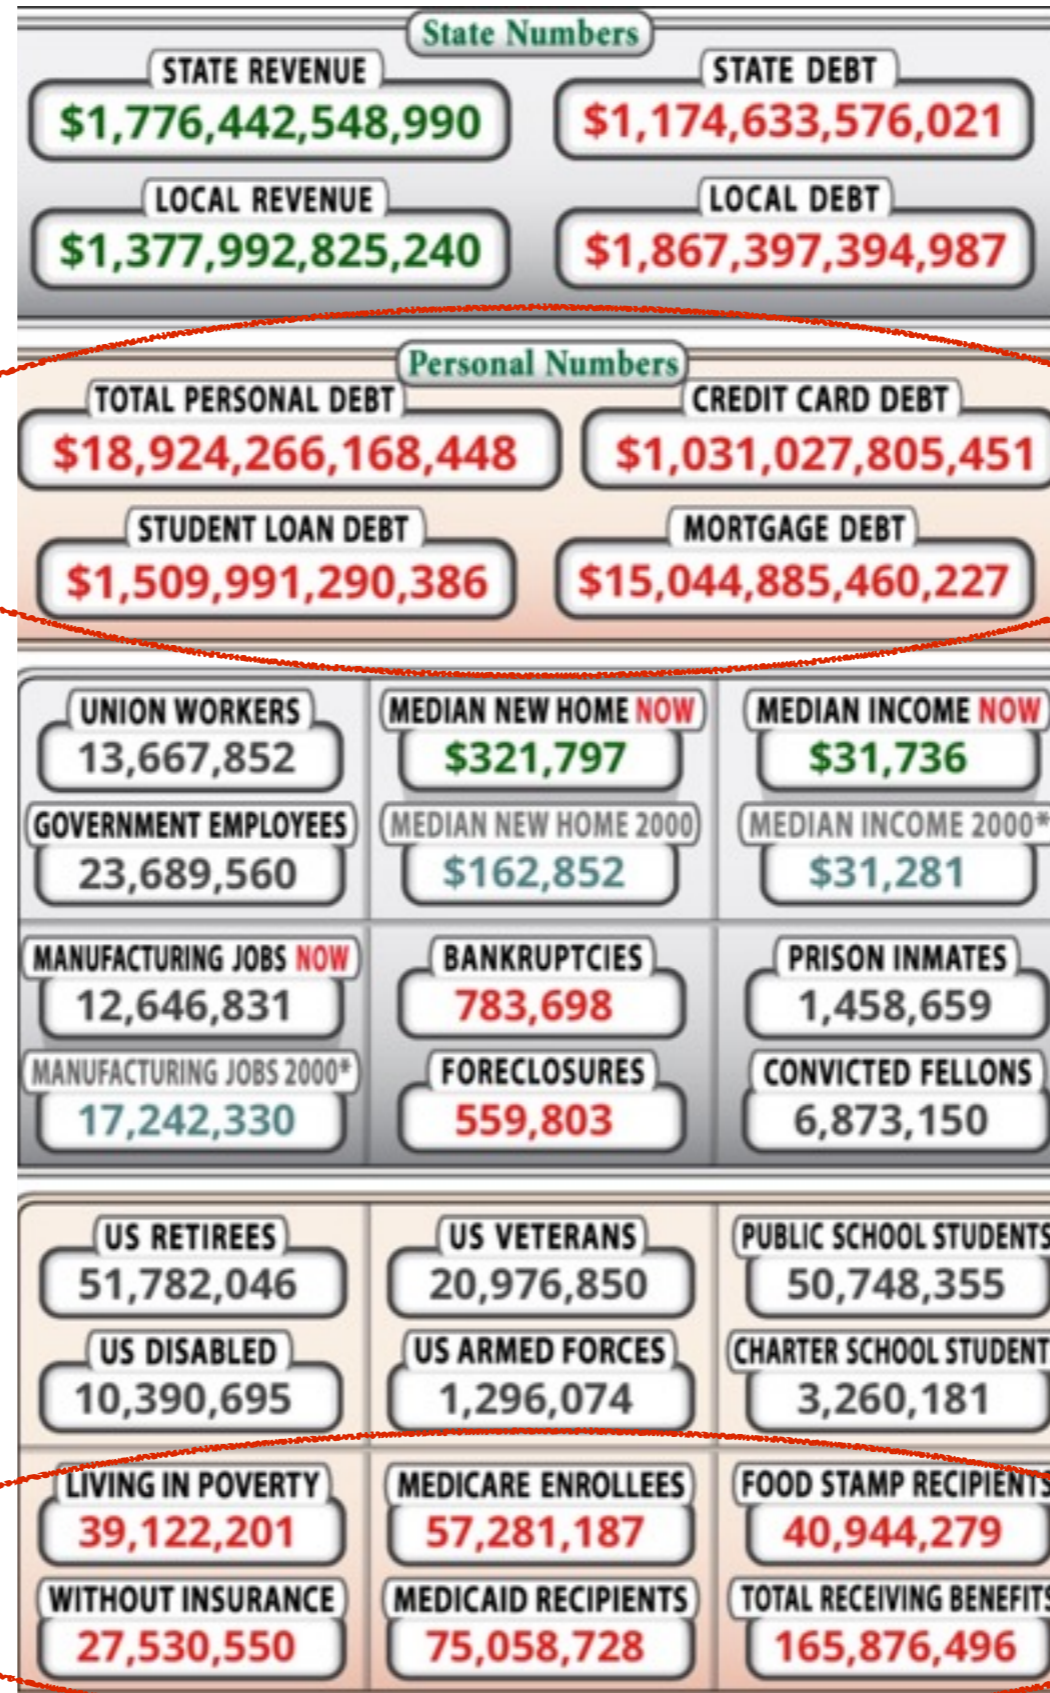 State Numbers
STATE REVENUE STATE DEBT
$1,776,442,548,990 $1,174,633,576,021
LOCAL REVENUE LOCAL DEBT
$1,377,992,825,240 $1,867,397,394,987
Personal Numbers
TOTAL PERSONAL DEBT CREDIT CARD DEBT
$18,924,266,168,448 $1,031,027,805,451
STUDENT LOAN DEBT MORTGAGE DEBT
$1,509,991,290,386 $15,044,885,460,227
UNION WORKERS MEDIAN NEW HOME NOW MEDIAN INCOME NOW
13,667,852 $321,797 $31,736
GOVERNMENT EMPLOYEES MEDIAN NEW HOME 2000 MEDIAN INCOME 2000*
23,689,560 $162,852 $31,281
MANUFACTURING JOBS NOW BANKRUPTCIES PRISON INMATES
12,646,831 783,698 1,458,659
MANUFACTURING JOBS 2000* FORECLOSURES CONVICTED FELLONS
17,242,330 559,803 6,873,150
US RETIREES US VETERANS PUBLIC SCHOOL STUDENTS
51,782,046 20,976,850 50,748,355
US DISABLED US ARMED FORCES CHARTER SCHOOL STUDENT
10,390,695 1,296,074 3,260,181
LIVING IN POVERTY MEDICARE ENROLLEES FOOD STAMP RECIPIENTS
39,122,201 57,281,187 40,944,279
WITHOUT INSURANCE MEDICAID RECIPIENTS TOTAL RECEIVING BENEFITS
27,530,550 75,058,728 165,876,496